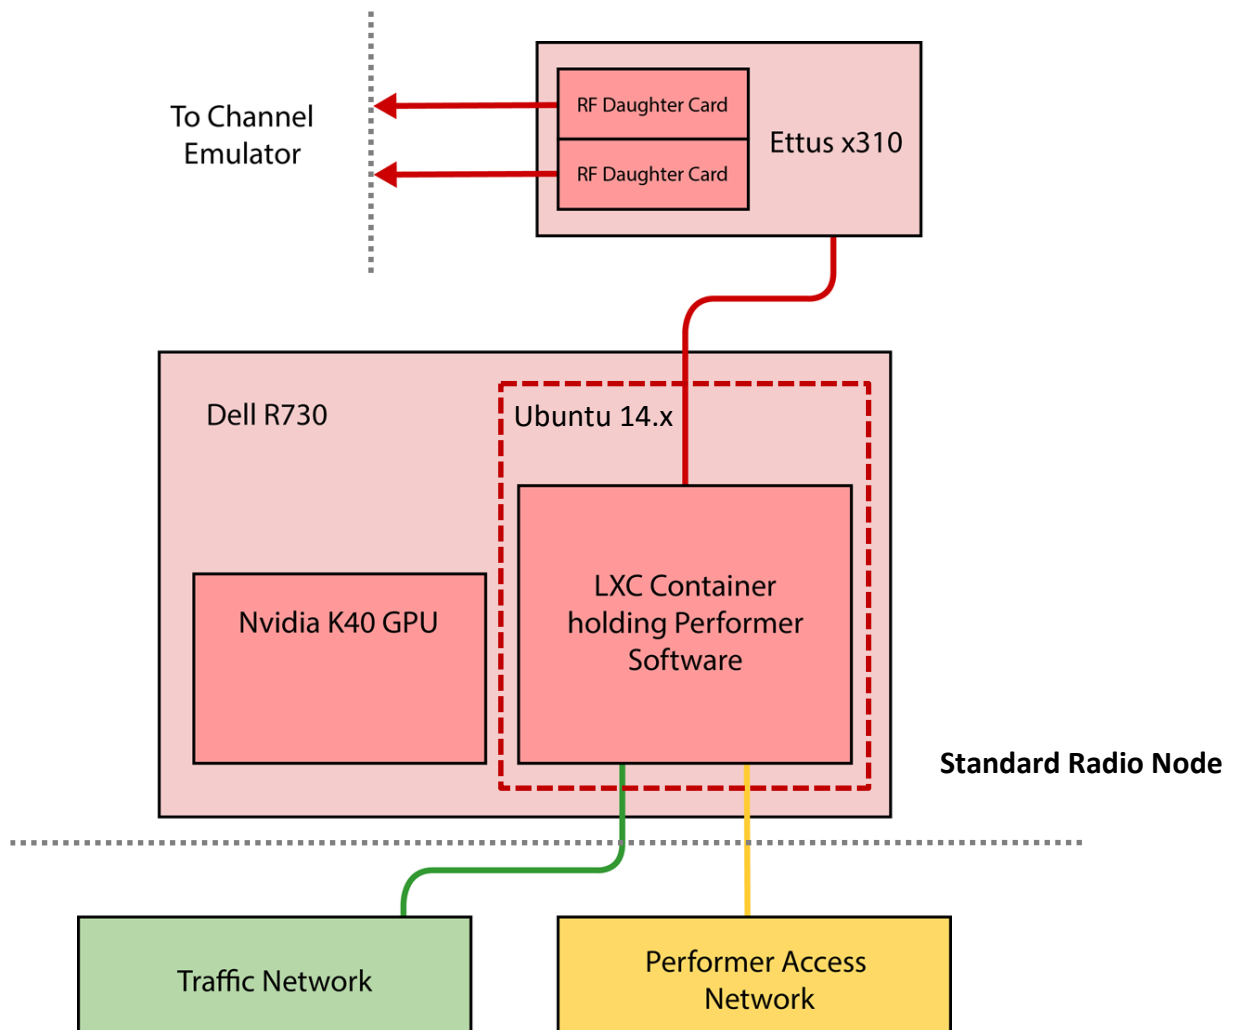 To Channel
Emulator
RF Daughter Card
RF Daughter Card
Ettus x310
Dell R730
Ubuntu 14.x
Nvidia K40 GPU
LXC Container
holding Performer
Software
Standard Radio Node
Traffic Network
Performer Access
Network